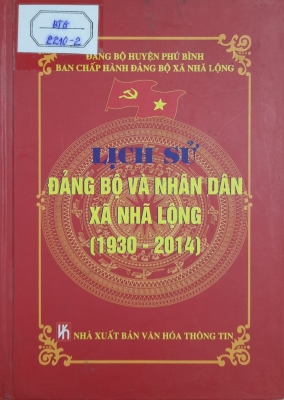 BTG
2210-2
ĐẢNG BỘ HUYỆN PHÚ BÌNH
BAN CHẤP HÀNH ĐẢNG BỘ XÃ NHÃ LỘNG
LỊCH SỬ
ĐẢNG BỘ VÀ NHÂN DÂN
XÃ NHÃ LỘNG
(1930 - 2014)
NHÀ XUẤT BẢN VĂN HÓA THÔNG TIN